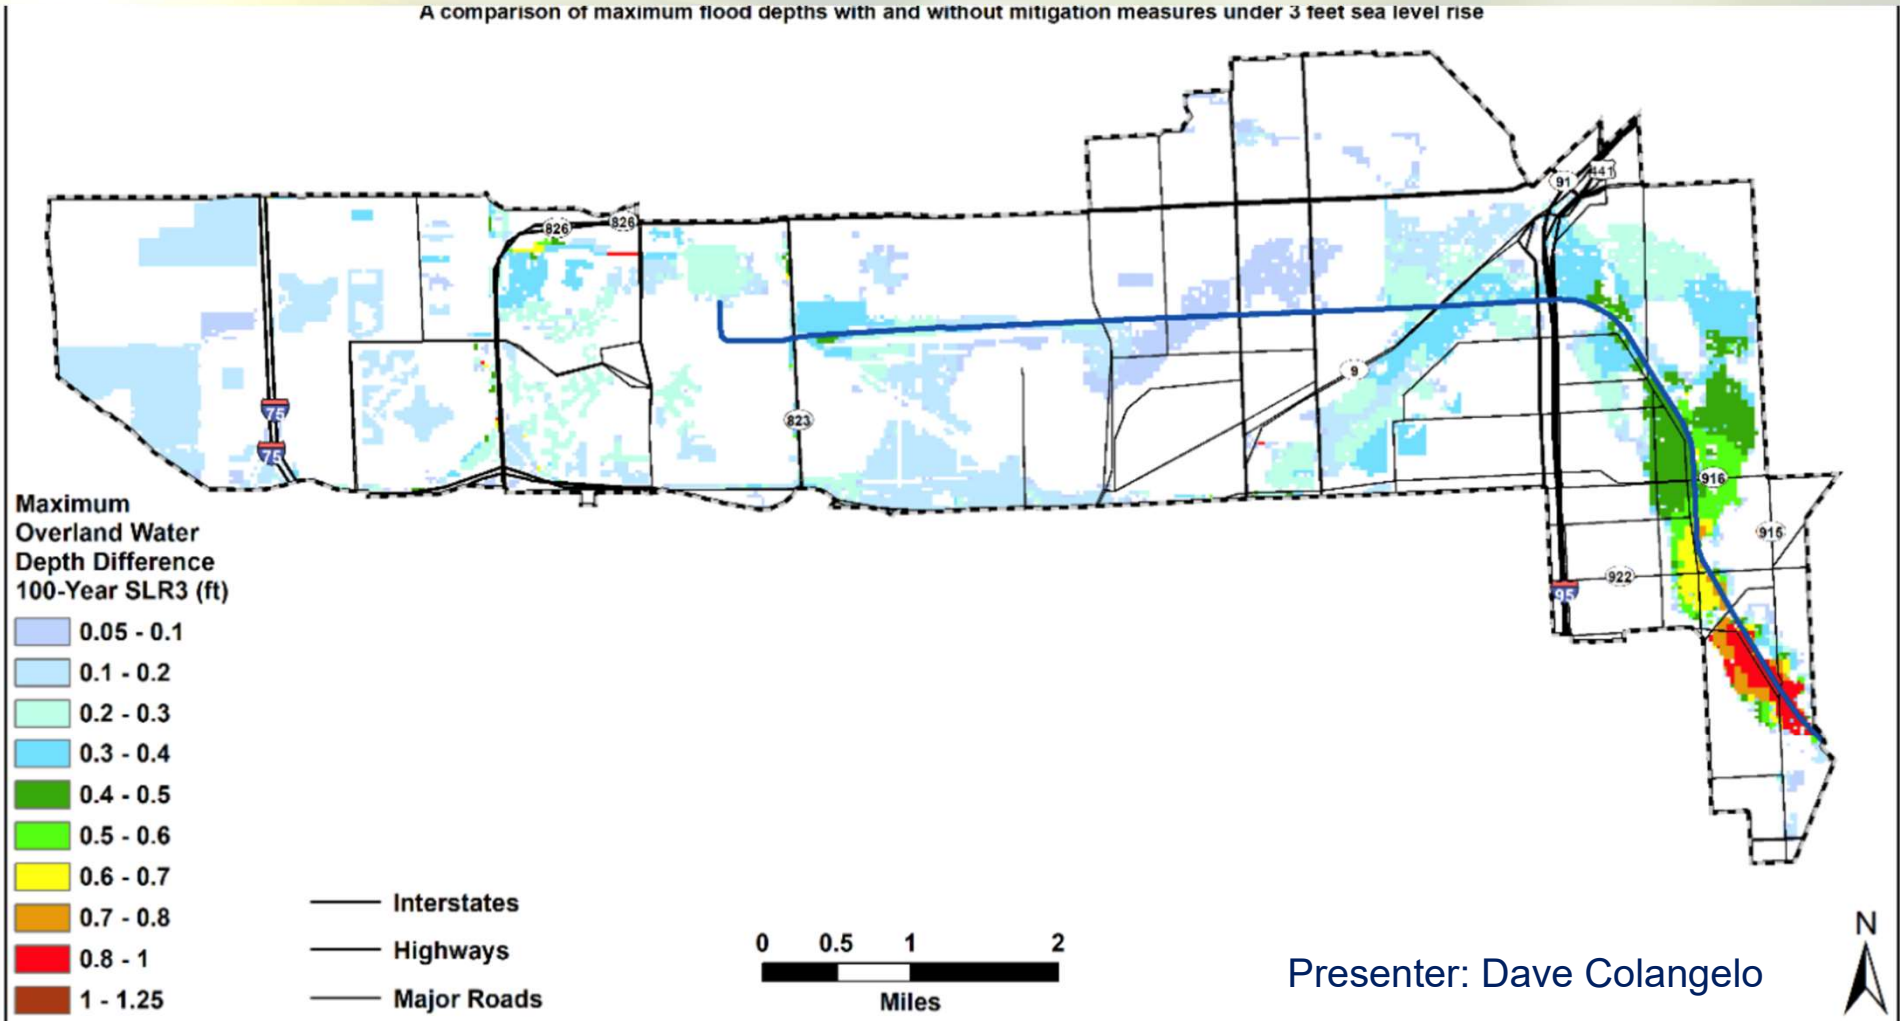 A comparison of maximum flood depths with and without mitigation measures under 3 feet sea level rise
91
441
826
826
75
75
823
9
916
915
922
95
Maximum
Overland Water
Depth Difference
100-Year SLR3 (ft)
0.05 - 0.1
0.1 - 0.2
0.2 - 0.3
0.3 - 0.4
0.4 - 0.5
0.5 - 0.6
0.6 - 0.7
0.7 - 0.8
0.8 - 1
1 - 1.25
Interstates
Highways
Major Roads
0 0.5 1 2
Miles
Presenter: Dave Colangelo
N